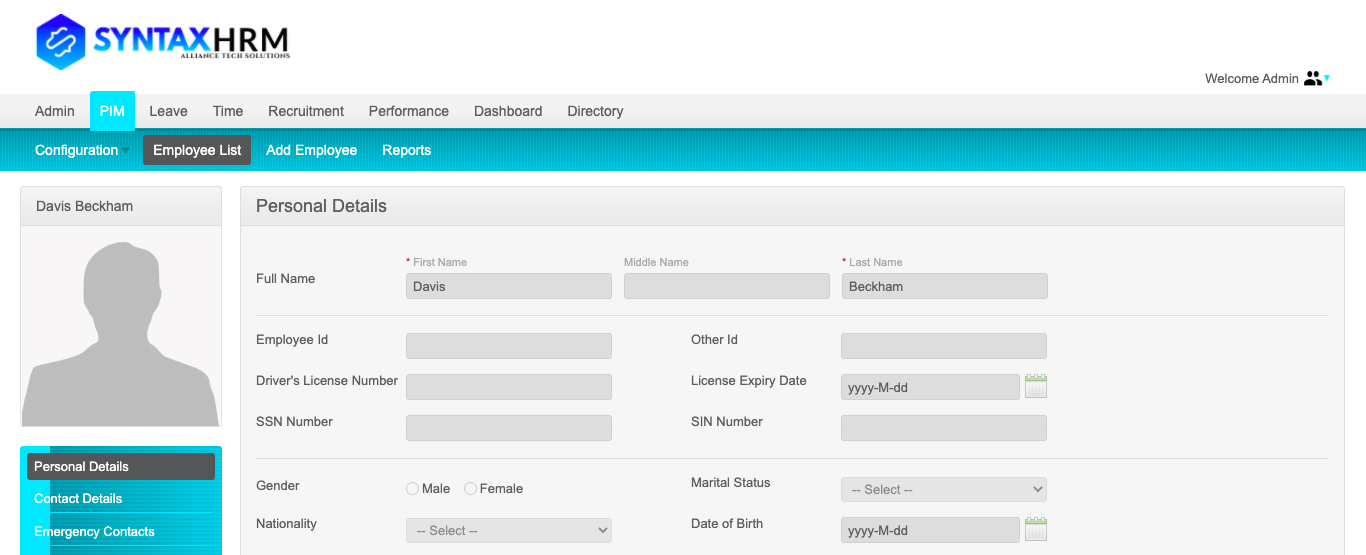 SYNTAXHRM
ALLIANCE TECH SOLUTIONS
Welcome Admin
Admin PIM Leave Time Recruitment Performance Dashboard Directory
Configuration Employee List Add Employee Reports
Davis Beckham
Personal Details
* First Name Middle Name * Last Name
Full Name Davis Beckham
Employee Id Other Id
Driver's License Number License Expiry Date yyyy-M-dd
SSN Number SIN Number
Gender Male Female Marital Status -- Select --
Nationality -- Select -- Date of Birth yyyy-M-dd
Personal Details
Contact Details
Emergency Contacts